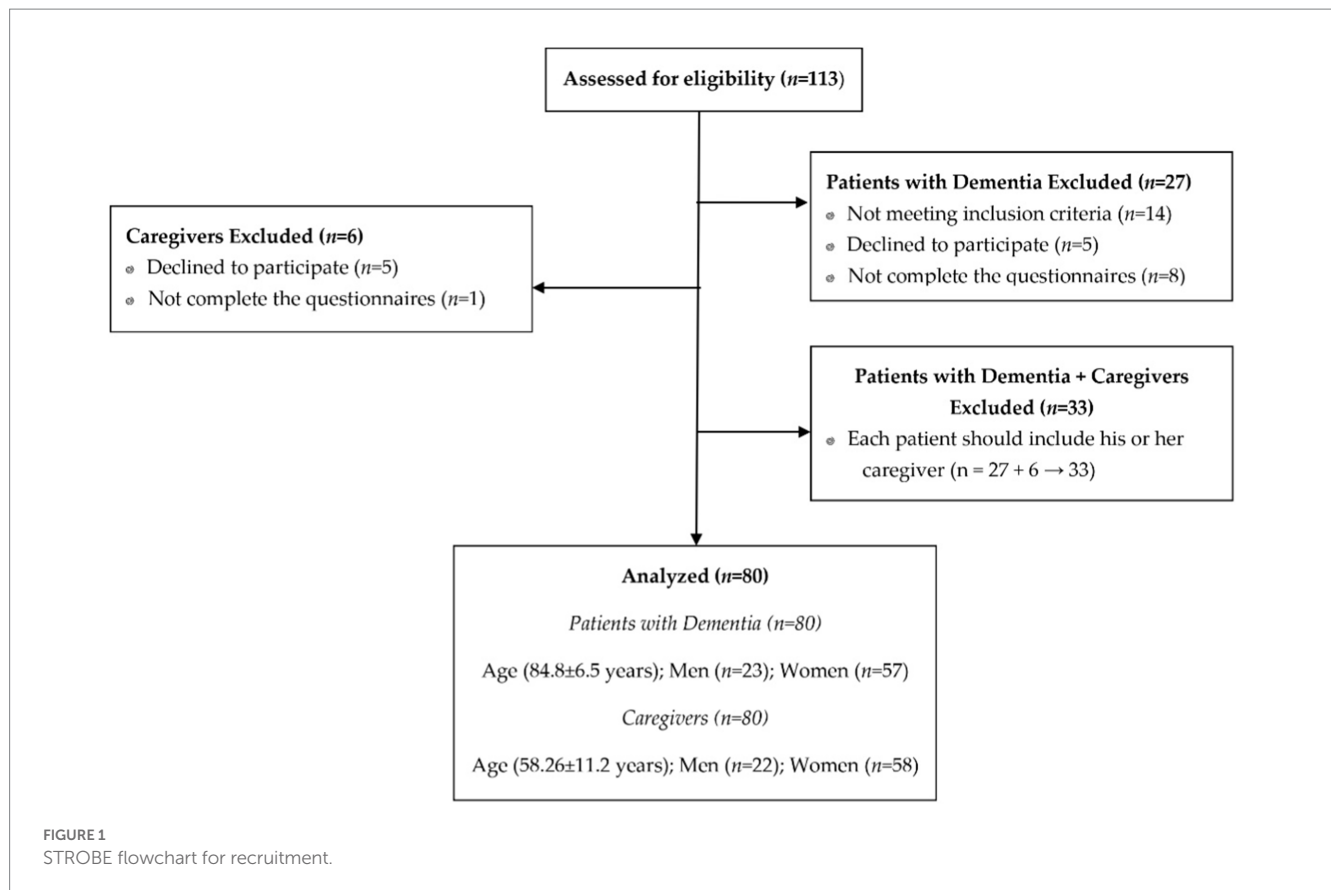 Assessed for eligibility (n=113)
Patients with Dementia Excluded (n=27)
Not meeting inclusion criteria (n=14)
Declined to participate (n=5)
Not complete the questionnaires (n=8)
Caregivers Excluded (n=6)
Declined to participate (n=5)
Not complete the questionnaires (n=1)
Patients with Dementia + Caregivers
Excluded (n=33)
Each patient should include his or her
caregiver (n = 27 + 6 → 33)
Analyzed (n=80)
Patients with Dementia (n=80)
Age (84.8±6.5 years); Men (n=23); Women (n=57)
Caregivers (n=80)
Age (58.26±11.2 years); Men (n=22); Women (n=58)
FIGURE 1
STROBE flowchart for recruitment.